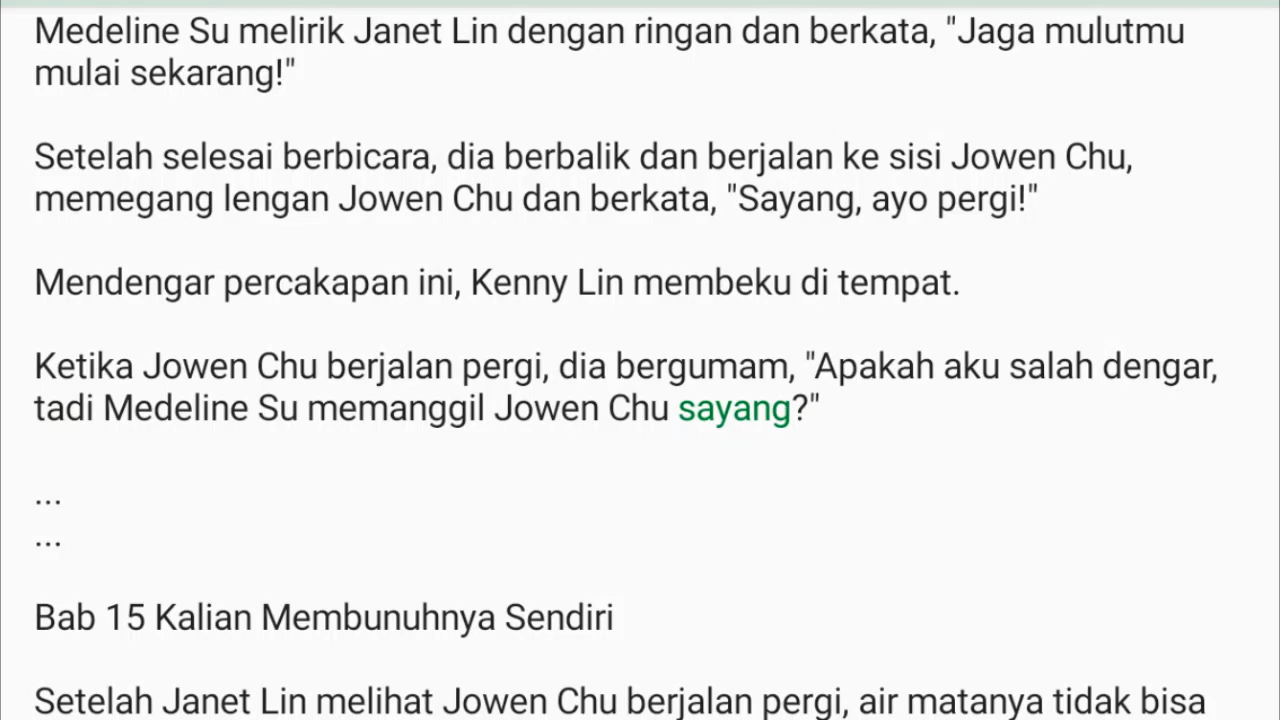 Medeline Su melirik Janet Lin dengan ringan dan berkata, "Jaga mulutmu
mulai sekarang!"
Setelah selesai berbicara, dia berbalik dan berjalan ke sisi Jowen Chu,
memegang lengan Jowen Chu dan berkata, "Sayang, ayo pergi!"
Mendengar percakapan ini, Kenny Lin membeku di tempat.
Ketika Jowen Chu berjalan pergi, dia bergumam, "Apakah aku salah dengar,
tadi Medeline Su memanggil Jowen Chu sayang?"
...
...
Bab 15 Kalian Membunuhnya Sendiri
Setelah Janet Lin melihat Jowen Chu berjalan pergi, air matanya tidak bisa